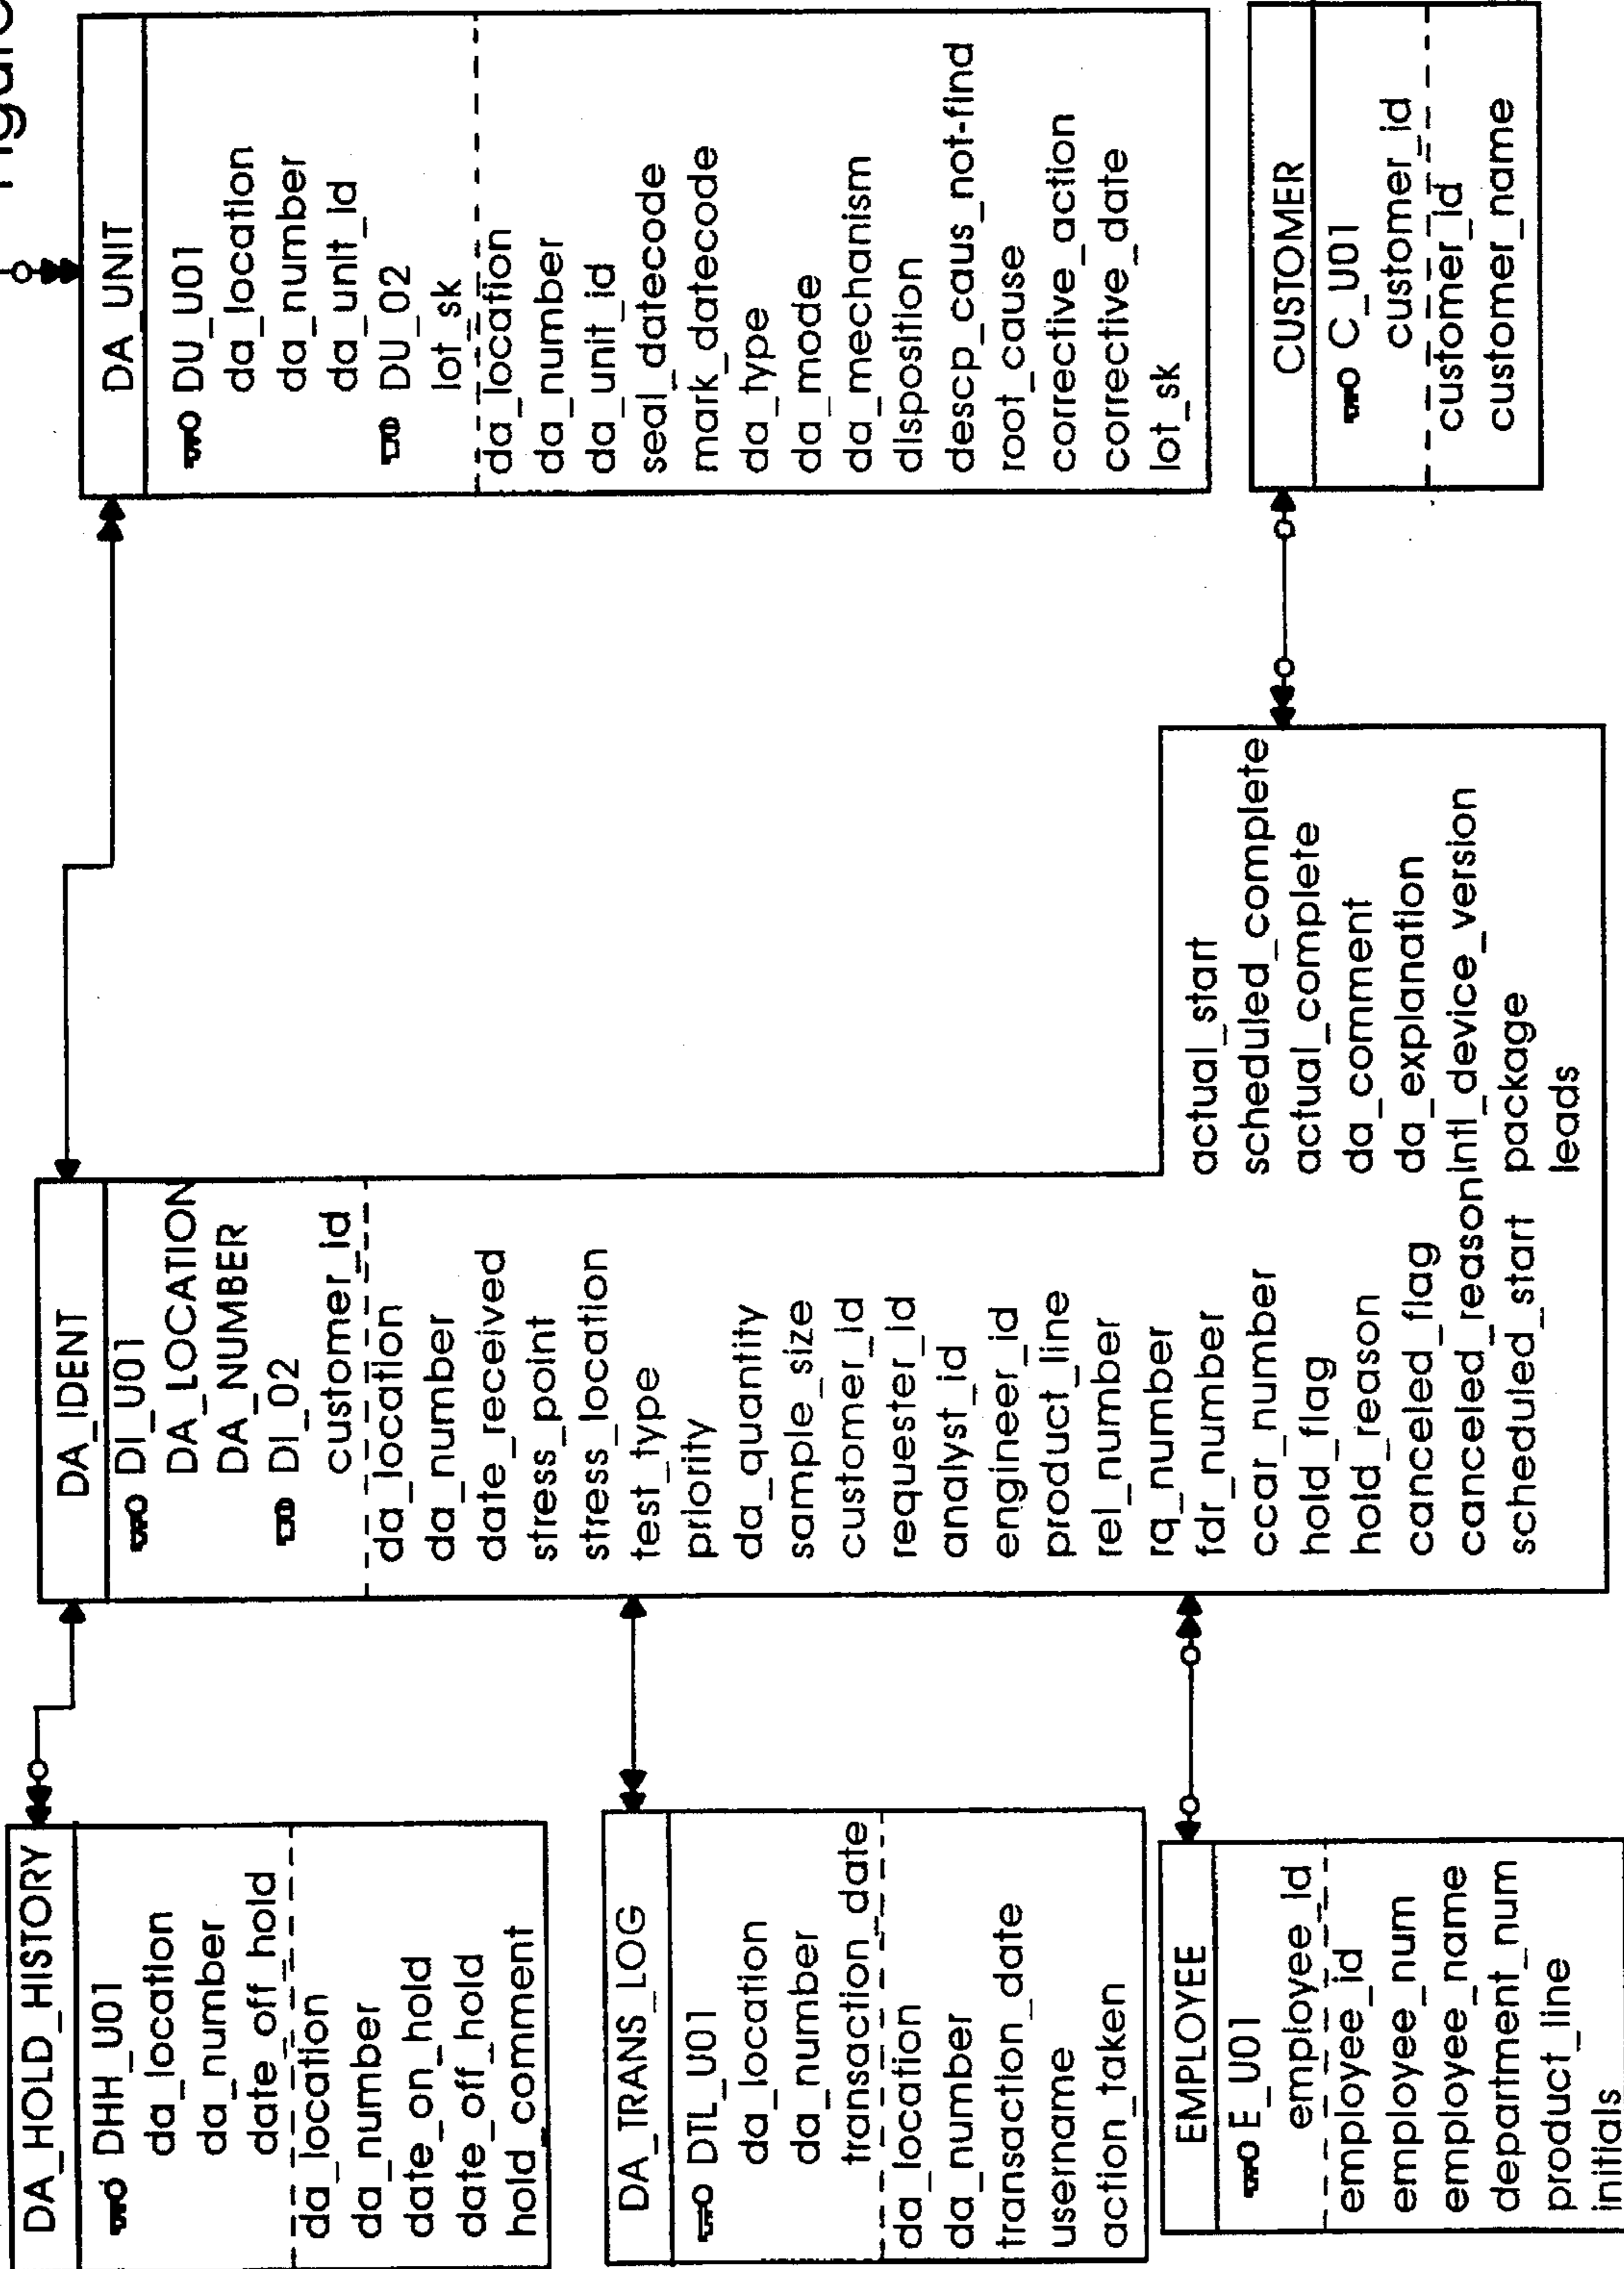 DA_HOLD_HISTORY
DHH_U01
da_location
da_number
date_off_hold
da_location
da_number
date_on_hold
date_off_hold
hold_comment
DA_TRANS_LOG
DTL_U01
da_location
da_number
transaction_date
da_location
da_number
transaction_date
username
action_taken
EMPLOYEE
E_U01
employee_id
employee_id
employee_num
employee_name
department_num
product_line
initials
DA_IDENT
DI_U01
DA_LOCATION
DA_NUMBER
DI_02
customer_id
da_location
da_number
date_received
stress_point
stress_location
test_type
priority
da_quantity
sample_size
customer_id
requester_id
analyst_id
engineer_id
product_line
rel_number
rq_number
fdr_number
ccar_number
hold_flag
hold_reason
canceled_flag
canceled_reason
scheduled_start
actual_start
scheduled_complete
actual_complete
da_comment
da_explanation
intl_device_version
package
leads
DA_UNIT
DU_U01
da_location
da_number
da_unit_id
DU_02
lot_sk
da_location
da_number
da_unit_id
seal_datecode
mark_datecode
da_type
da_mode
da_mechanism
disposition
descp_caus_not-find
root_cause
corrective_action
corrective_date
lot_sk
CUSTOMER
C_U01
customer_id
customer_id
customer_name